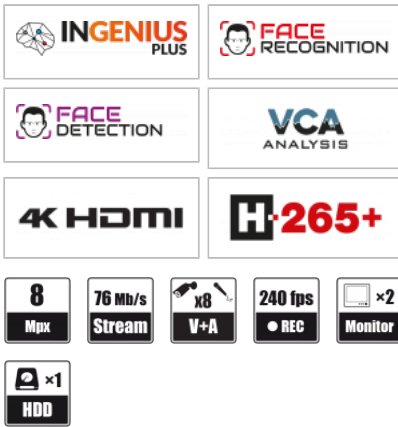 INGENIUS
PLUS
FACE
RECOGNITION
FACE
DETECTION
VCA
ANALYSIS
4K HDMI
H.265+
8
Mpx
76 Mb/s
Stream
x8
V+A
240 fps
REC
×2
Monitor
×1
HDD